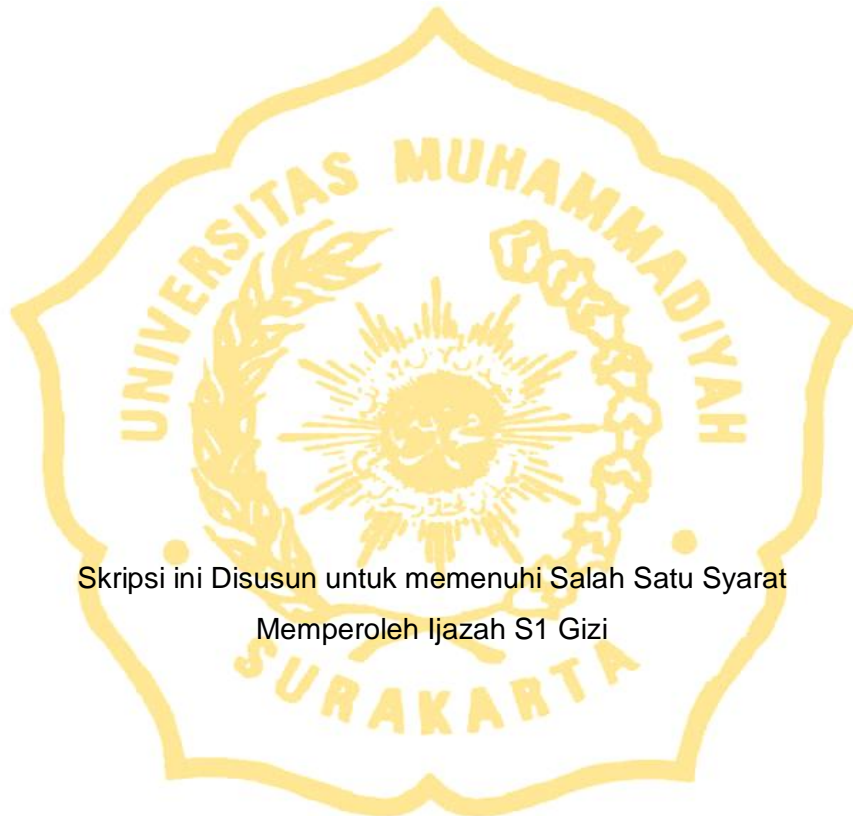 UNIVERSITAS MUHAMMADIYAH
Skripsi ini Disusun untuk memenuhi Salah Satu Syarat
Memperoleh Ijazah S1 Gizi
SURAKARTA